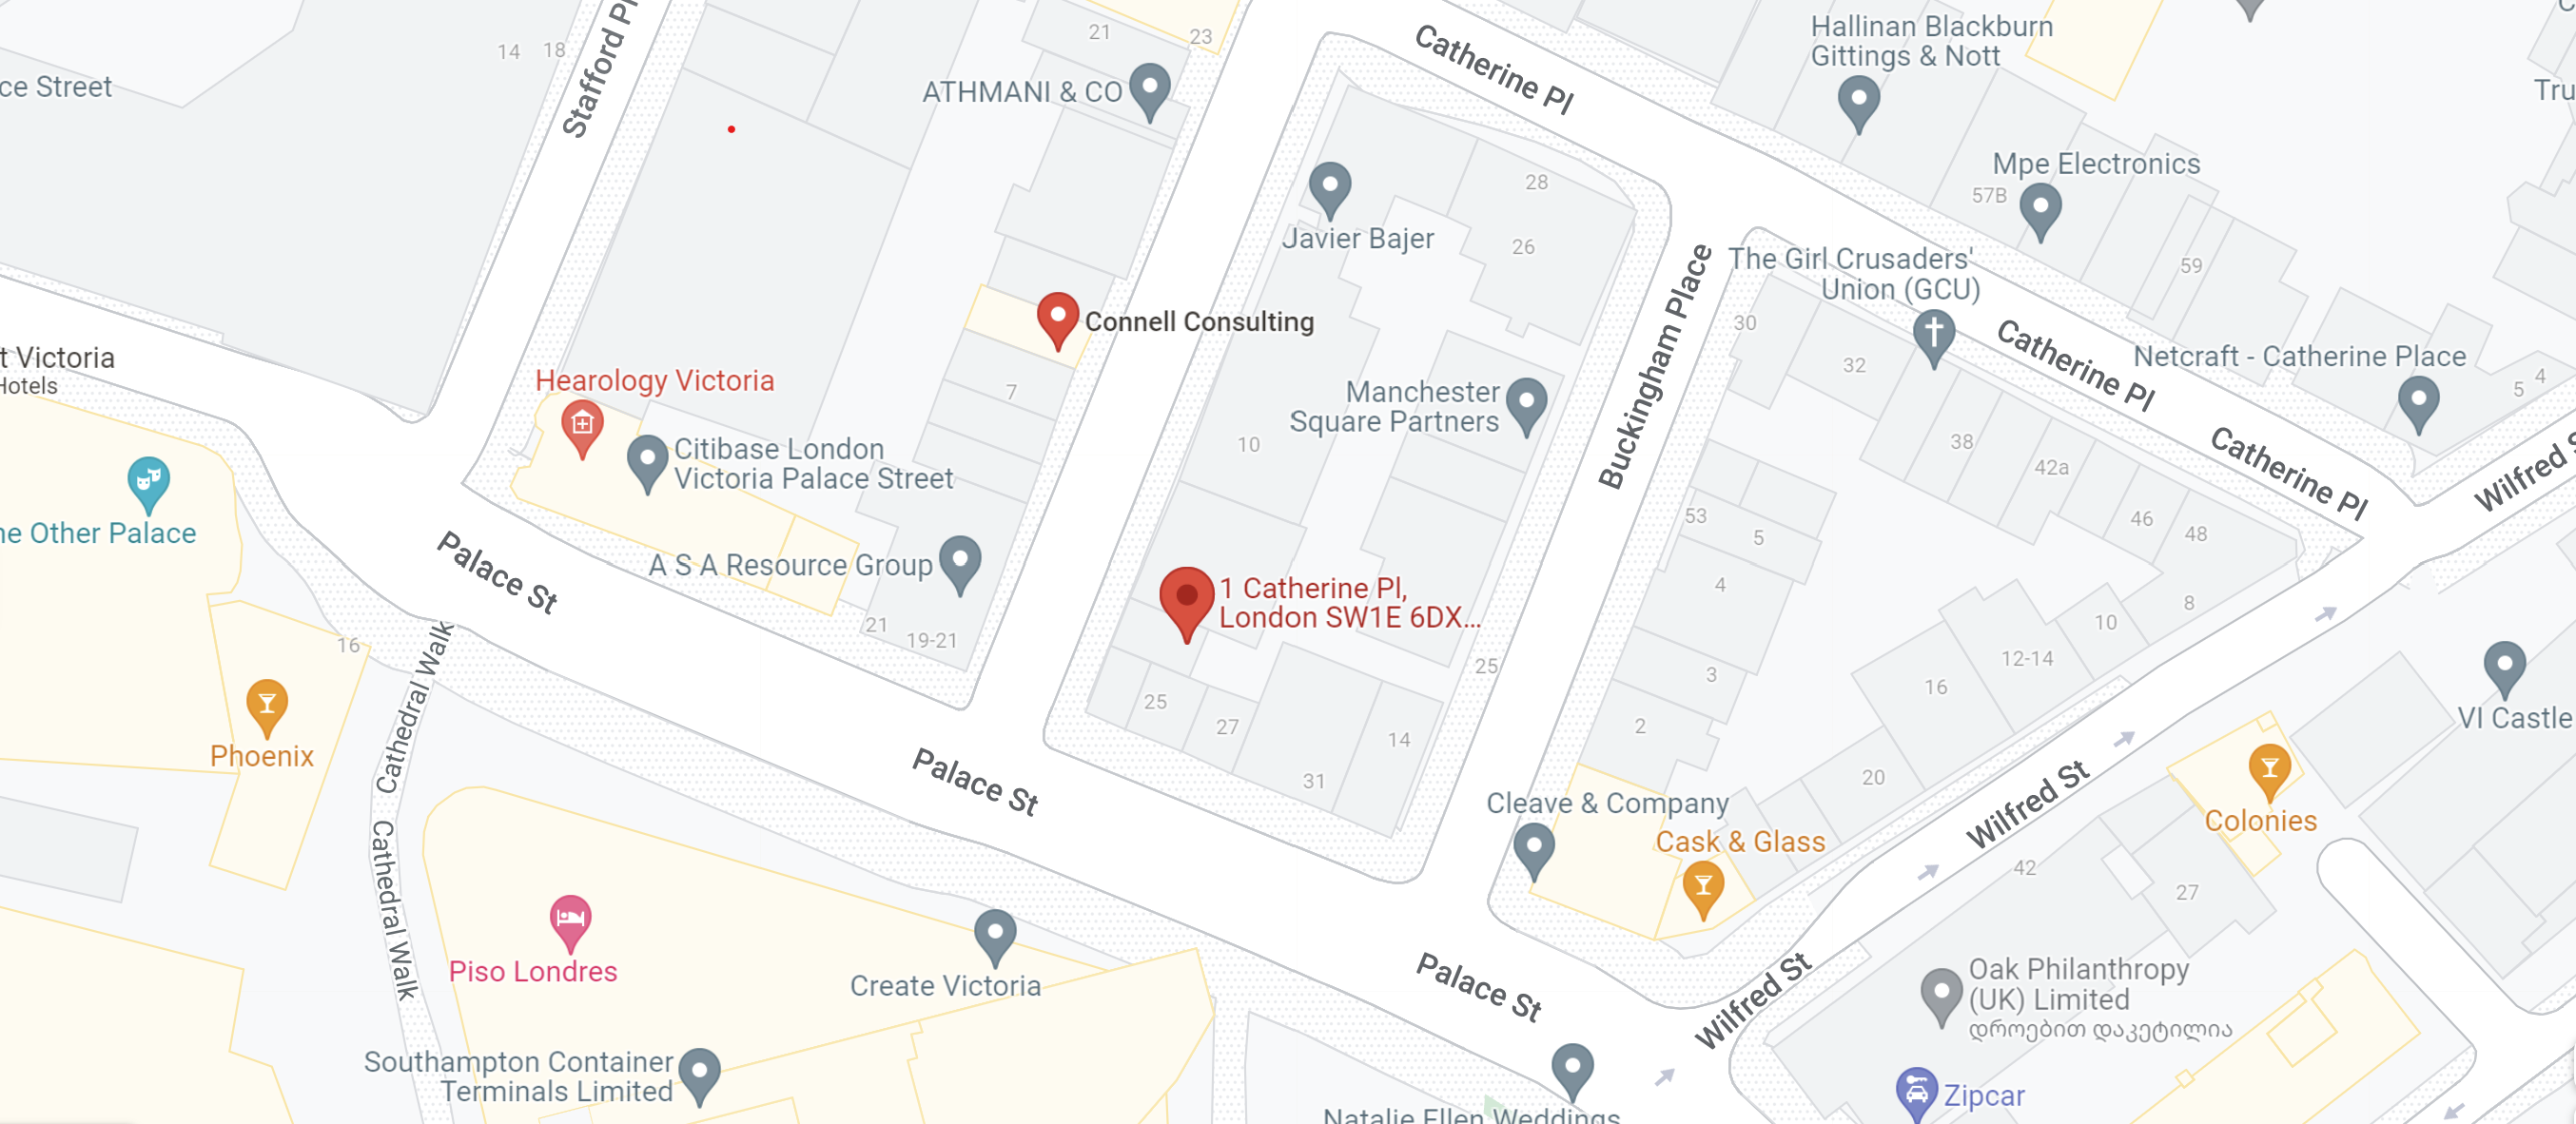 14
18
Stafford Pl
21
23
Catherine Pl
Hallinan Blackburn
Gittings & Nott
ce Street
ATHMANI & CO
Tru
Mpe Electronics
28
57B
Javier Bajer
26
Buckingham Place
The Girl Crusaders'
Union (GCU)
59
Connell Consulting
30
Catherine Pl
t Victoria
Hotels
Hearology Victoria
7
Manchester
Square Partners
32
Netcraft - Catherine Place
5
4
10
38
Catherine Pl
Wilfred S
Citibase London
Victoria Palace Street
42a
he Other Palace
53
5
46
48
Palace St
A S A Resource Group
1 Catherine Pl,
London SW1E 6DX...
4
8
21
19-21
10
16
Cathedral Walk
25
3
12-14
16
25
27
14
2
VI Castle
Phoenix
Palace St
31
20
Cleave & Company
Cask & Glass
Wilfred St
Colonies
Cathedral Walk
42
27
Piso Londres
Create Victoria
Palace St
Wilfred St
Oak Philanthropy
(UK) Limited
დროებით დაკეტილია
Southampton Container
Terminals Limited
Zipcar
Natalie Ellen Weddings